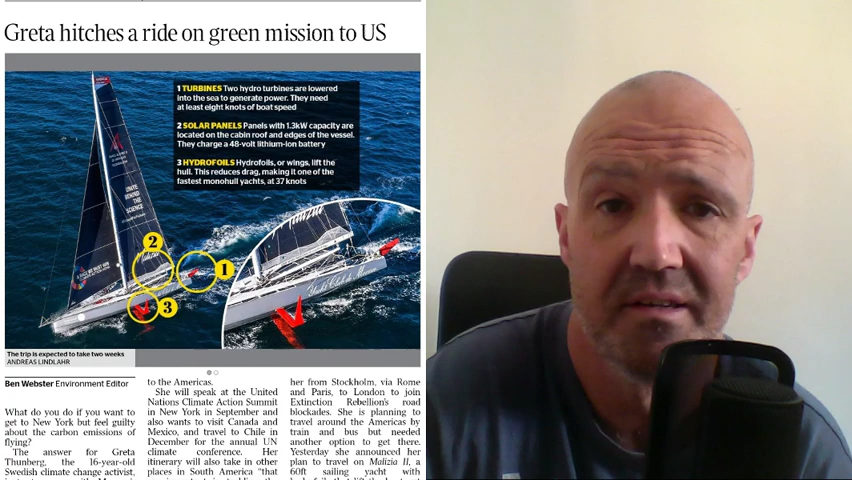 Greta hitches a ride on green mission to US
1 TURBINES Two hydro turbines are lowered
into the sea to generate power. They need
at least eight knots of boat speed
2 SOLAR PANELS Panels with 1.3kW capacity are
located on the cabin roof and edges of the vessel.
They charge a 48-volt lithium-ion battery
3 HYDROFOILS Hydrofoils, or wings, lift the
hull. This reduces drag, making it one of the
fastest monohull yachts, at 37 knots
UNITE
BEHIND
THE
SCIENCE
2
1
3
Yacht Club de Monaco
The trip is expected to take two weeks
ANDREAS LINDLAHR
Ben Webster Environment Editor
What do you do if you want to
get to New York but feel guilty
about the carbon emissions of
flying?
The answer for Greta
Thunberg, the 16-year-old
Swedish climate change activist,
to the Americas.
She will speak at the United
Nations Climate Action Summit
in New York in September and
also wants to visit Canada and
Mexico, and travel to Chile in
December for the annual UN
climate conference. Her
itinerary will also take in other
places in South America "that
her from Stockholm, via Rome
and Paris, to London to join
Extinction Rebellion's road
blockades. She is planning to
travel around the Americas by
train and bus but needed
another option to get there.
Yesterday she announced her
plan to travel on Malizia II, a
60ft sailing yacht with